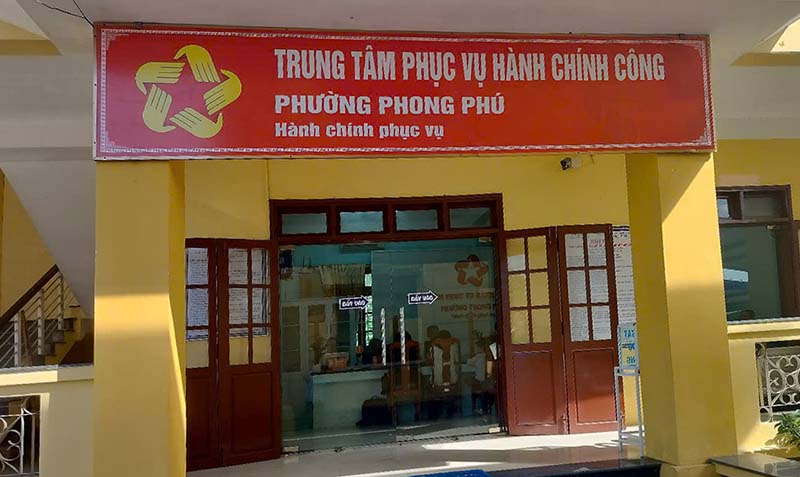 TRUNG TÂM PHỤC VỤ HÀNH CHÍNH CÔNG
PHƯỜNG PHONG PHÚ
Hành chính phục vụ
ĐẨY VÀO
ĐẨY VÀO